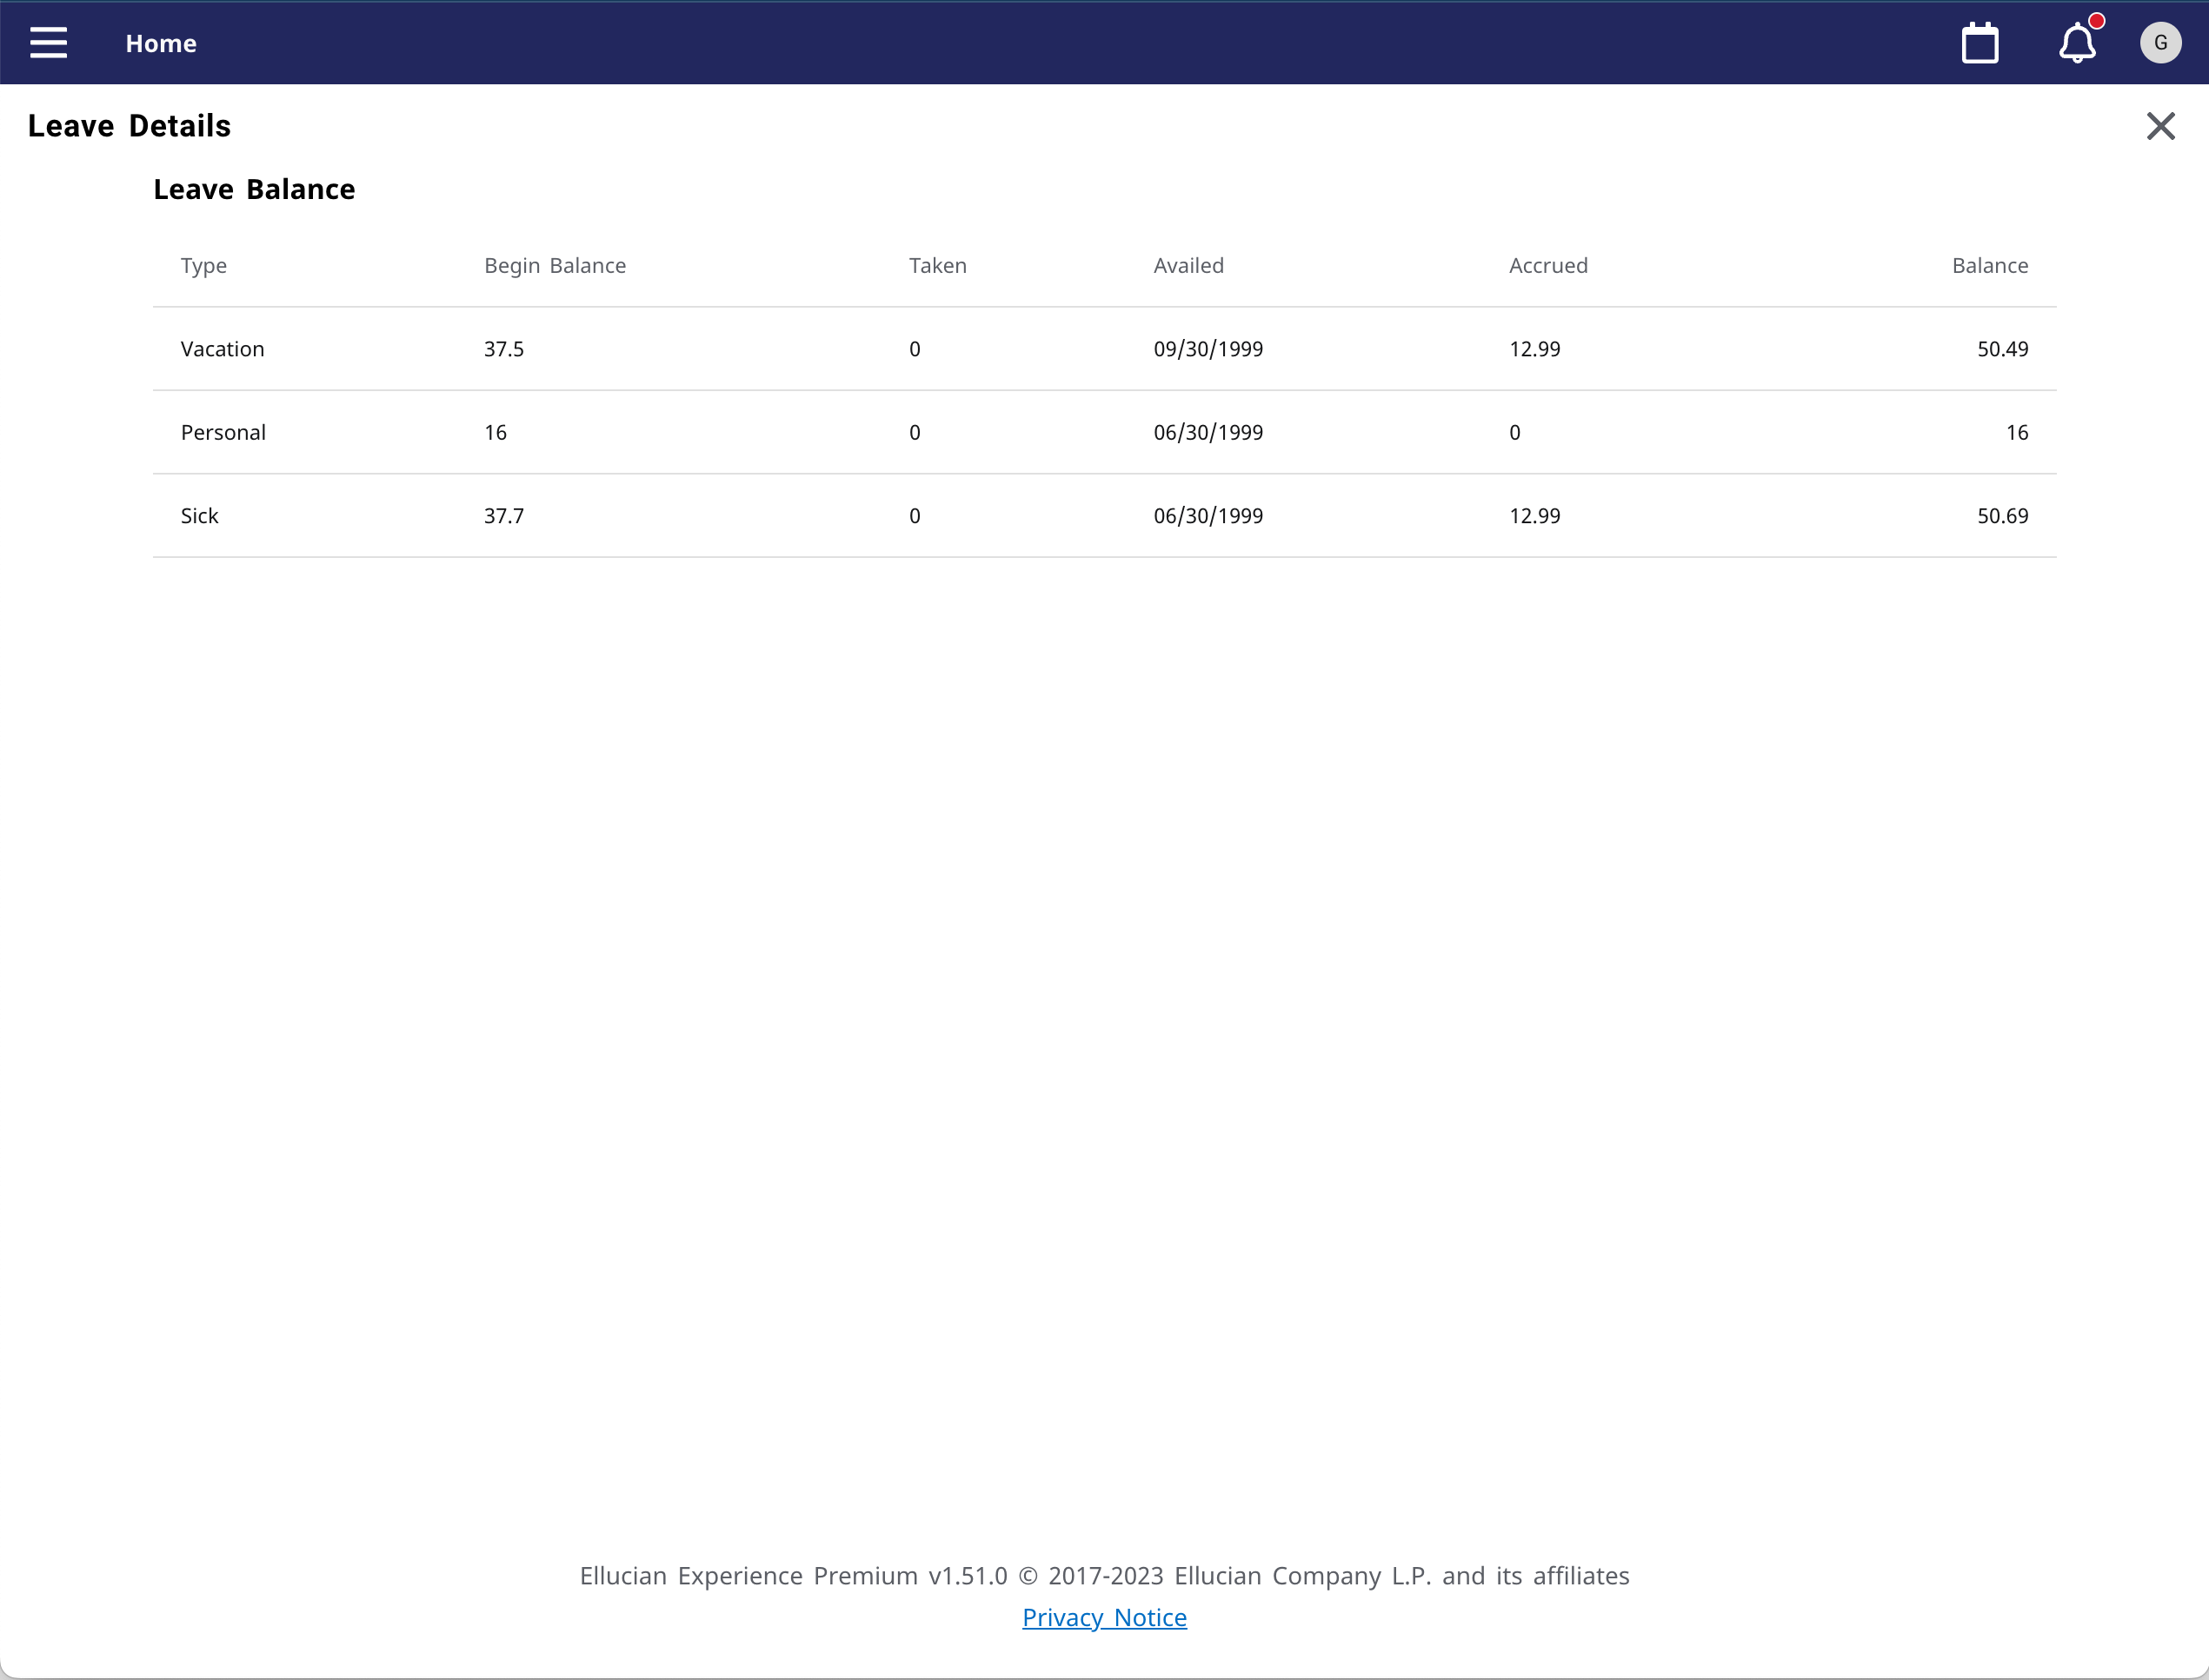 Home
G
Leave Details
Leave Balance
Type Begin Balance Taken Availed Accrued Balance
Vacation 37.5 0 09/30/1999 12.99 50.49
Personal 16 0 06/30/1999 0 16
Sick 37.7 0 06/30/1999 12.99 50.69
Ellucian Experience Premium v1.51.0 © 2017-2023 Ellucian Company L.P. and its affiliates
Privacy Notice